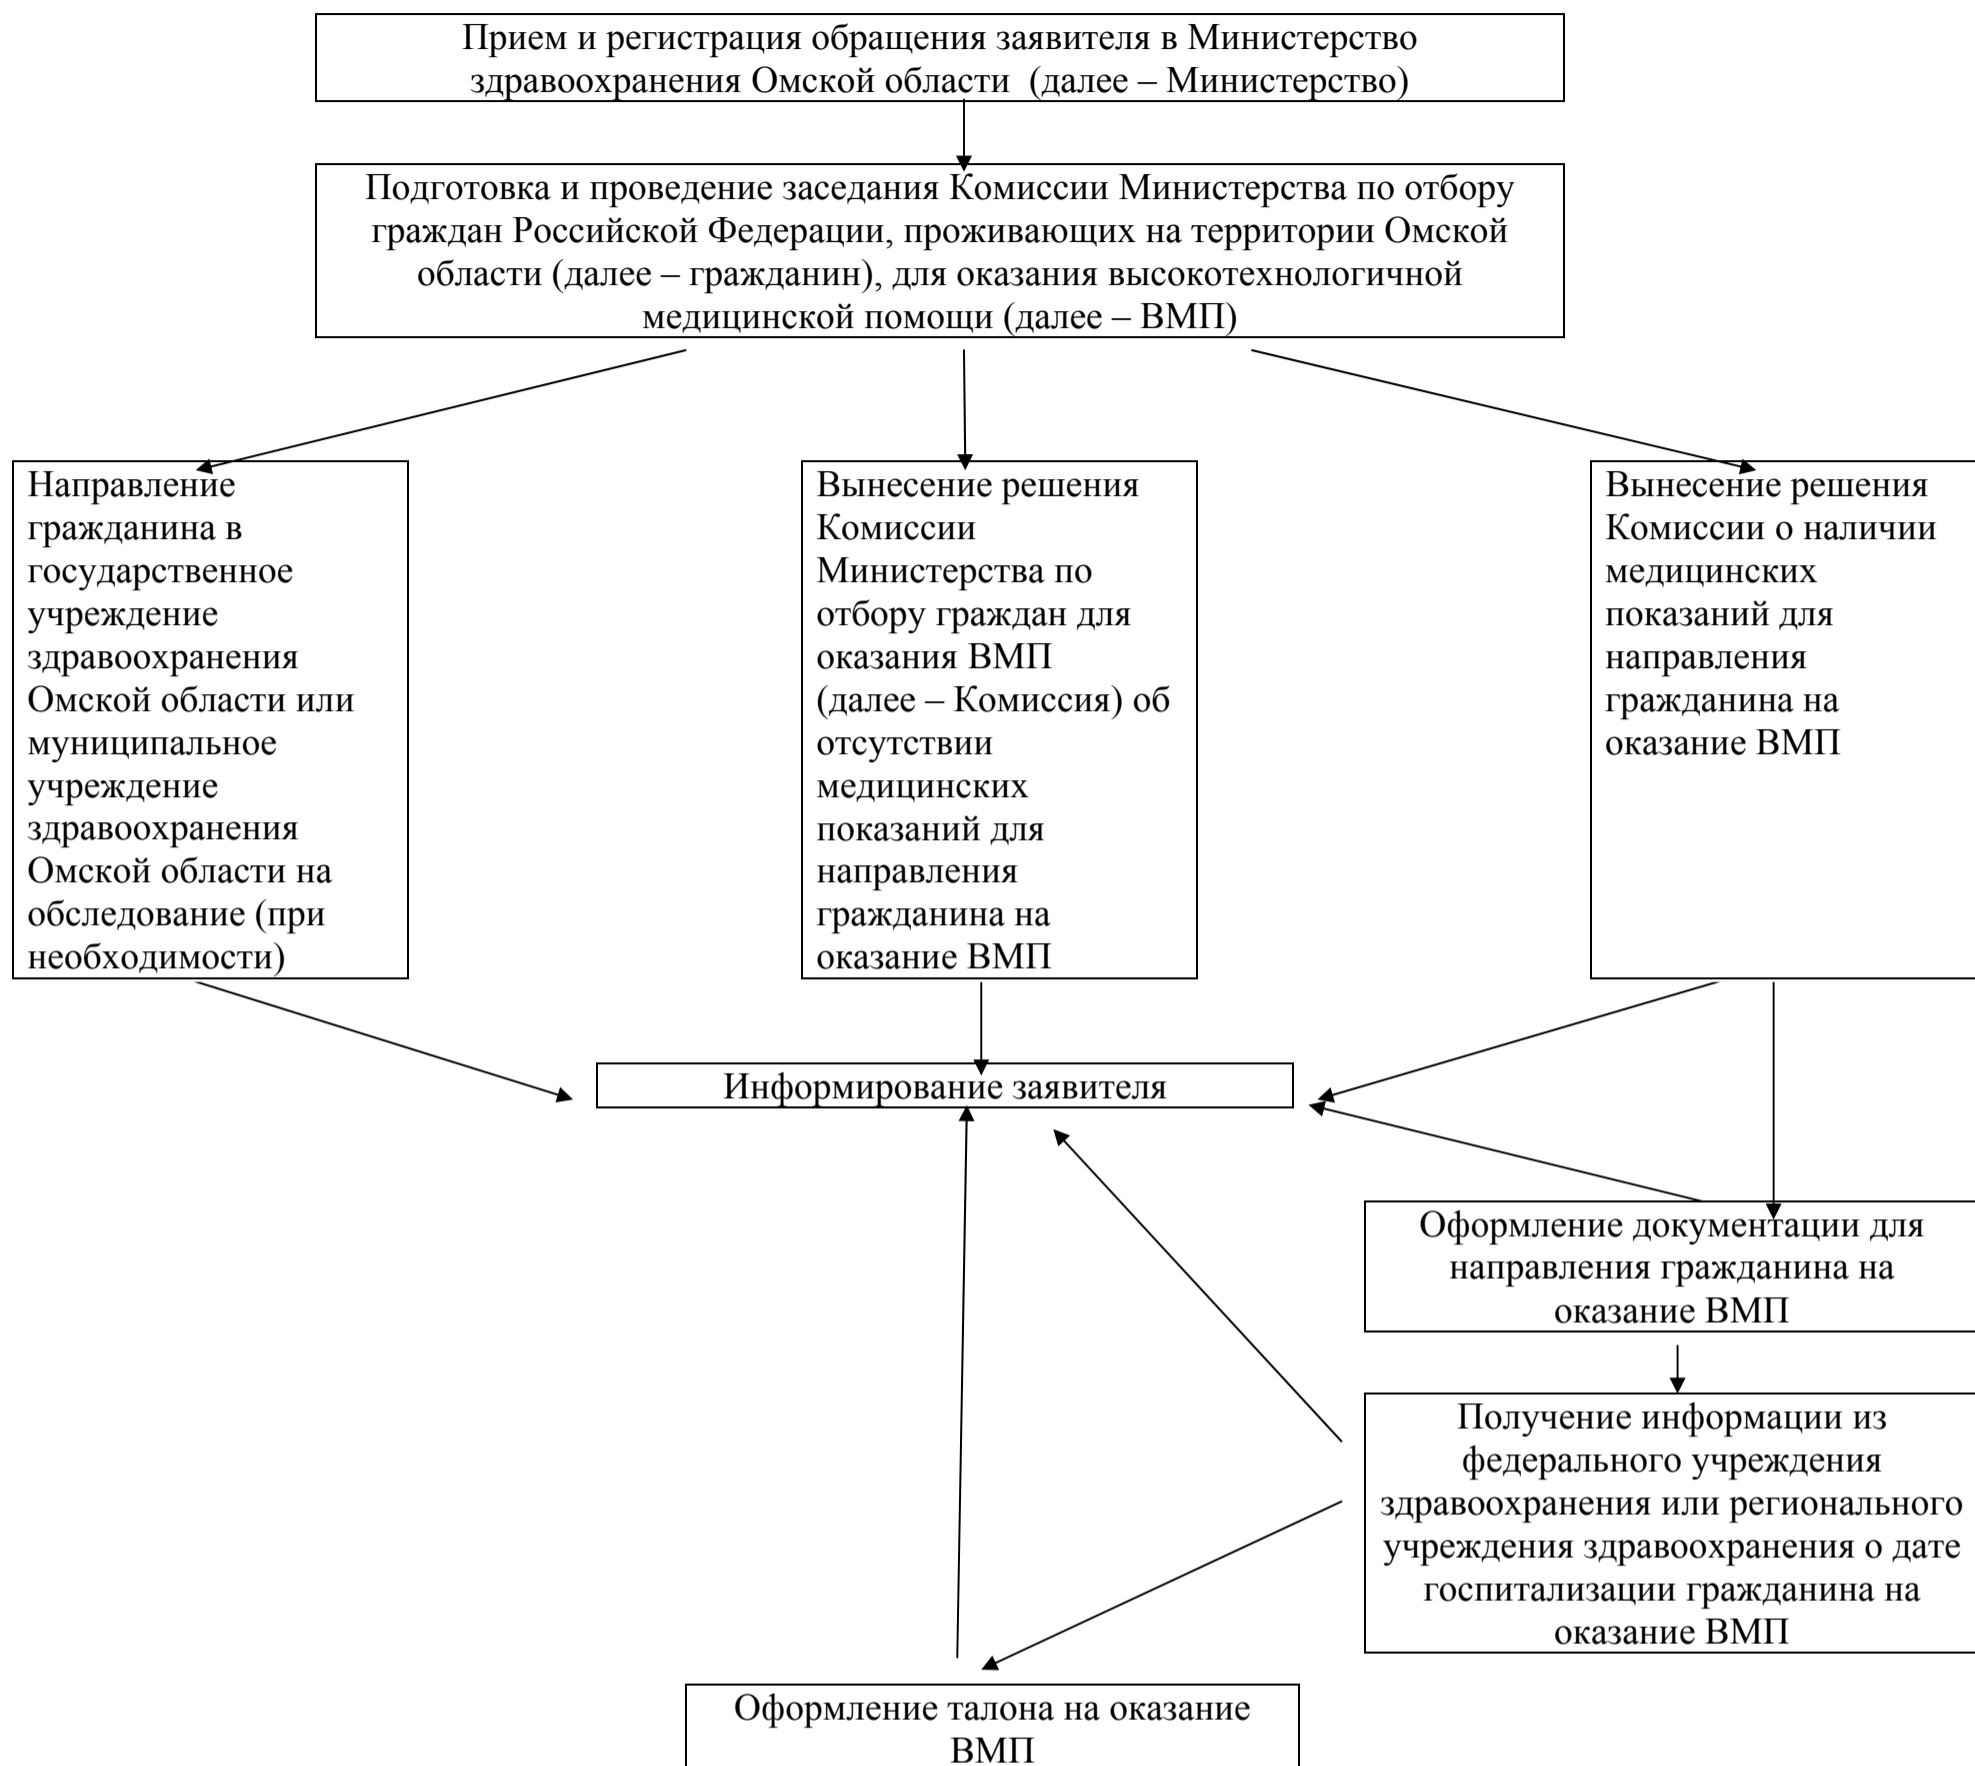 Прием и регистрация обращения заявителя в Министерство
здравоохранения Омской области  (далее – Министерство)
Подготовка и проведение заседания Комиссии Министерства по отбору
граждан Российской Федерации, проживающих на территории Омской
области (далее – гражданин), для оказания высокотехнологичной
медицинской помощи (далее – ВМП)
Направление
гражданина в
государственное
учреждение
здравоохранения
Омской области или
муниципальное
учреждение
здравоохранения
Омской области на
обследование (при
необходимости)
Вынесение решения
Комиссии
Министерства по
отбору граждан для
оказания ВМП
(далее – Комиссия) об
отсутствии
медицинских
показаний для
направления
гражданина на
оказание ВМП
Вынесение решения
Комиссии о наличии
медицинских
показаний для
направления
гражданина на
оказание ВМП
Информирование заявителя
Оформление документации для
направления гражданина на
оказание ВМП
Получение информации из
федерального учреждения
здравоохранения или регионального
учреждения здравоохранения о дате
госпитализации гражданина на
оказание ВМП
Оформление талона на оказание
ВМП